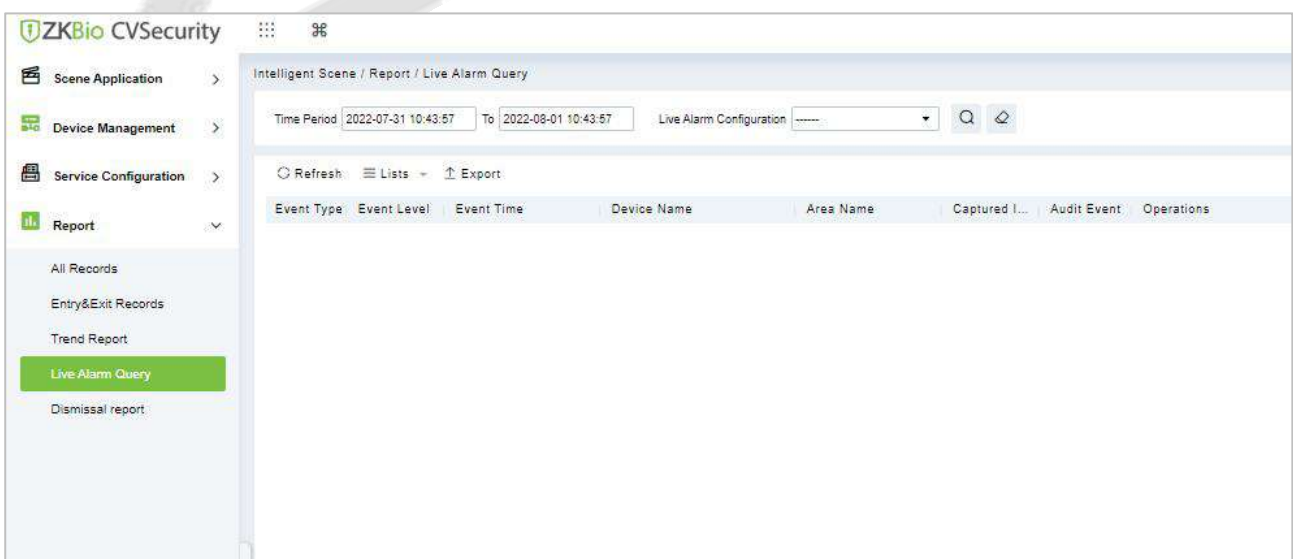 ZKBio CVSecurity
Scene Application
Device Management
Service Configuration
Report
All Records
Entry&Exit Records
Trend Report
Live Alarm Query
Dismissal report
Intelligent Scene / Report / Live Alarm Query
Time Period 2022-07-31 10:43:57 To 2022-08-01 10:43:57 Live Alarm Configuration ------
Refresh Lists Export
Event Type Event Level Event Time Device Name Area Name Captured I... Audit Event Operations